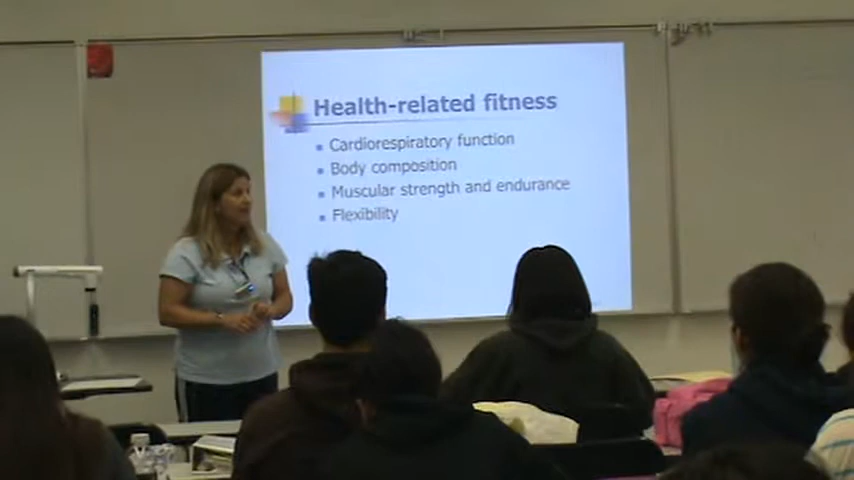 Health-related fitness
Cardiorespiratory function
Body composition
Muscular strength and endurance
Flexibility